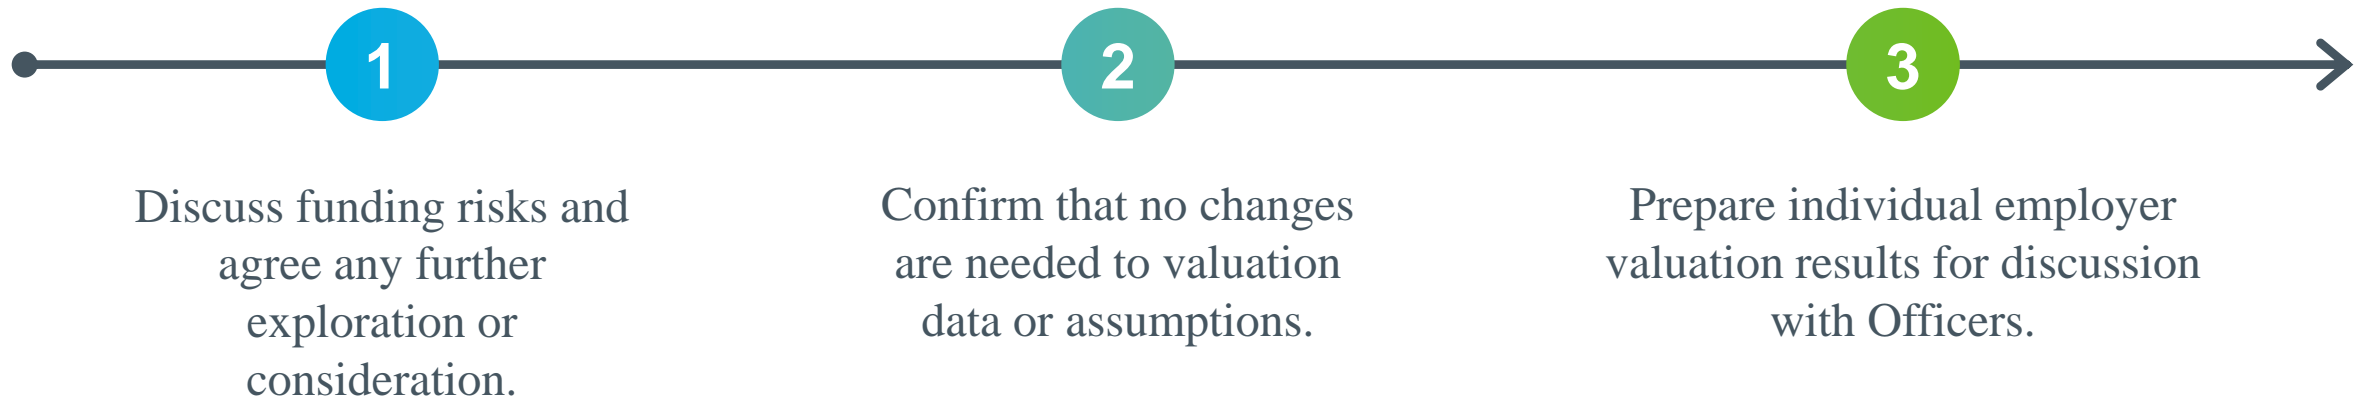 1
Discuss funding risks and
agree any further
exploration or
consideration.
2
Confirm that no changes
are needed to valuation
data or assumptions.
3
Prepare individual employer
valuation results for discussion
with Officers.